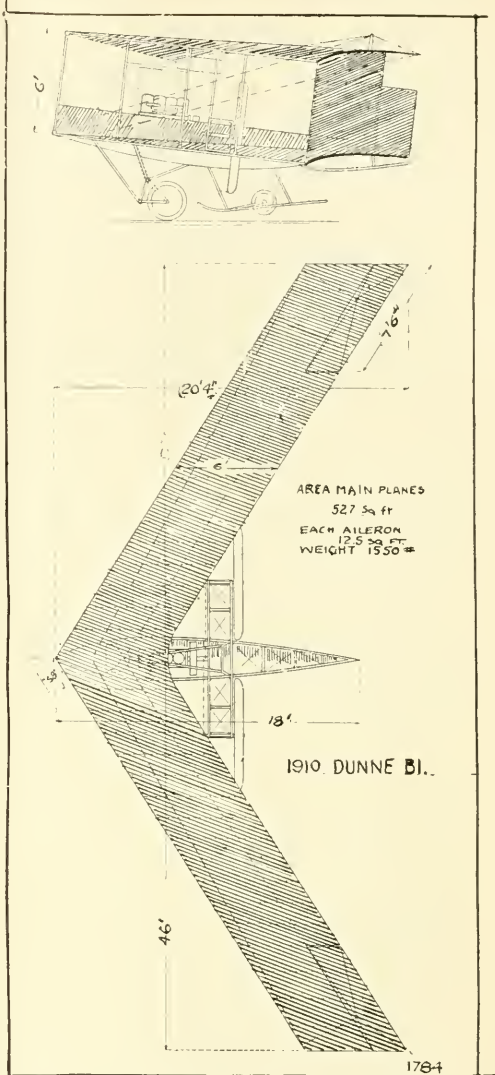 6'
7'6"
(20'4"
6'
AREA MAIN PLANES
527 sq ft
EACH AILERON
12.5 sq FT.
WEIGHT 1550#
18'
1910 DUNNE BI..
46'
1784